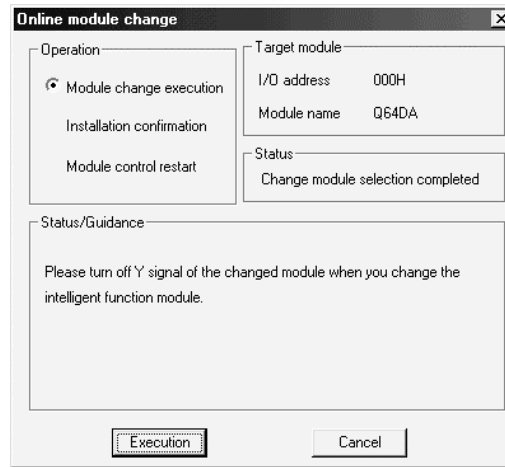 Online module change
Operation
Module change execution
Installation confirmation
Module control restart
Target module
I/O address 000H
Module name Q64DA
Status
Change module selection completed
Status/Guidance
Please turn off Y signal of the changed module when you change the
intelligent function module.
Execution
Cancel